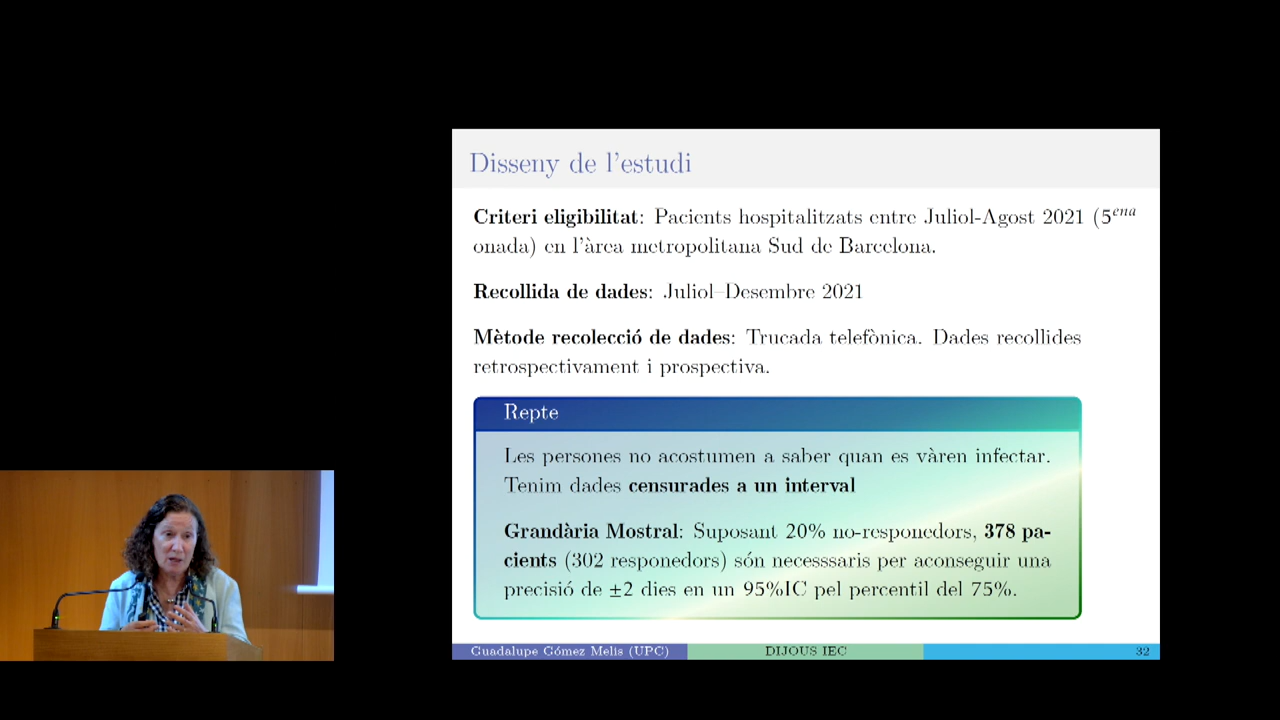 Disseny de l'estudi
Criteri eligibilitat: Pacients hospitalitzats entre Juliol-Agost 2021 (5ena
onada) en l'àrea metropolitana Sud de Barcelona.
Recollida de dades: Juliol–Desembre 2021
Mètode recolecció de dades: Trucada telefònica. Dades recollides
retrospectivament i prospectiva.
Repte
Les persones no acostumen a saber quan es vàren infectar.
Tenim dades censurades a un interval
Grandària Mostral: Suposant 20% no-responedors, 378 pa-
cients (302 responedors) són necesssaris per aconseguir una
precisió de ±2 dies en un 95%IC pel percentil del 75%.
Guadalupe Gómez Melis (UPC) DIJOUS IEC 32